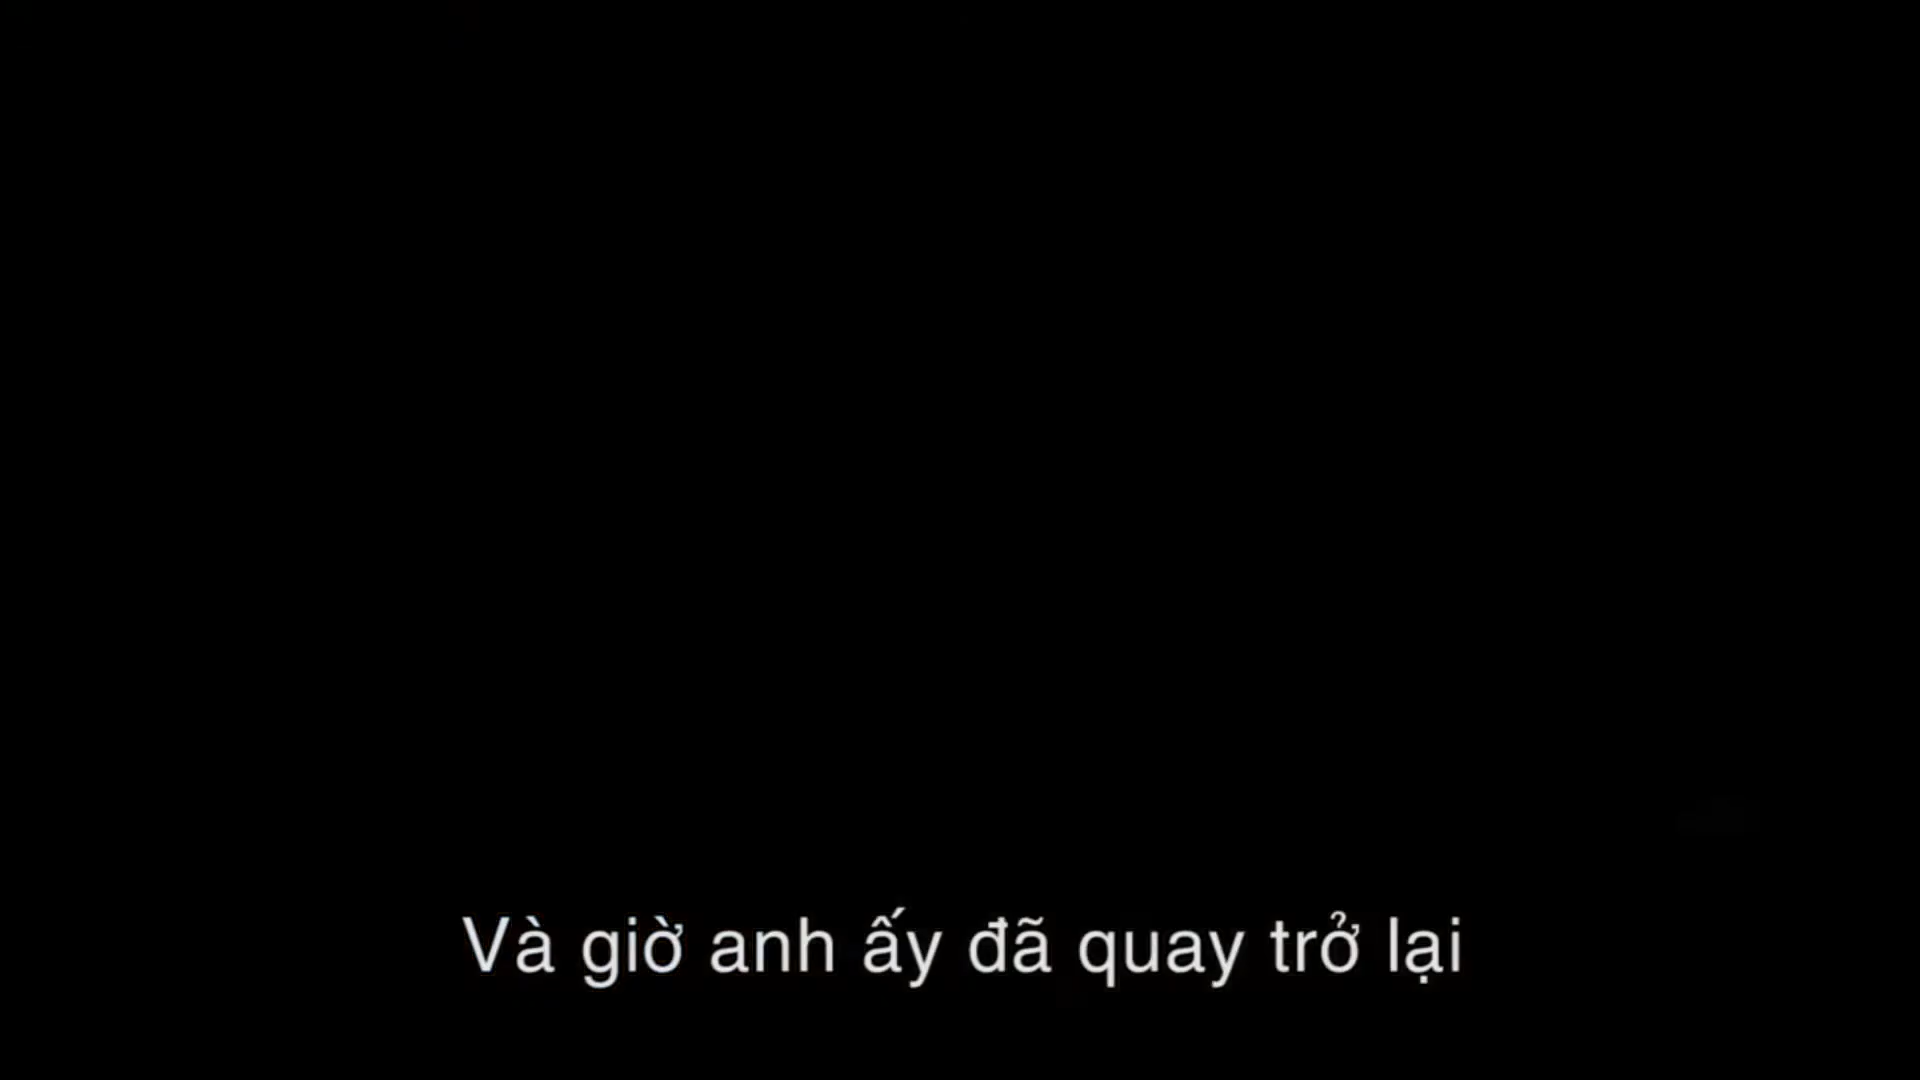 Và giờ anh ấy đã quay trở lại